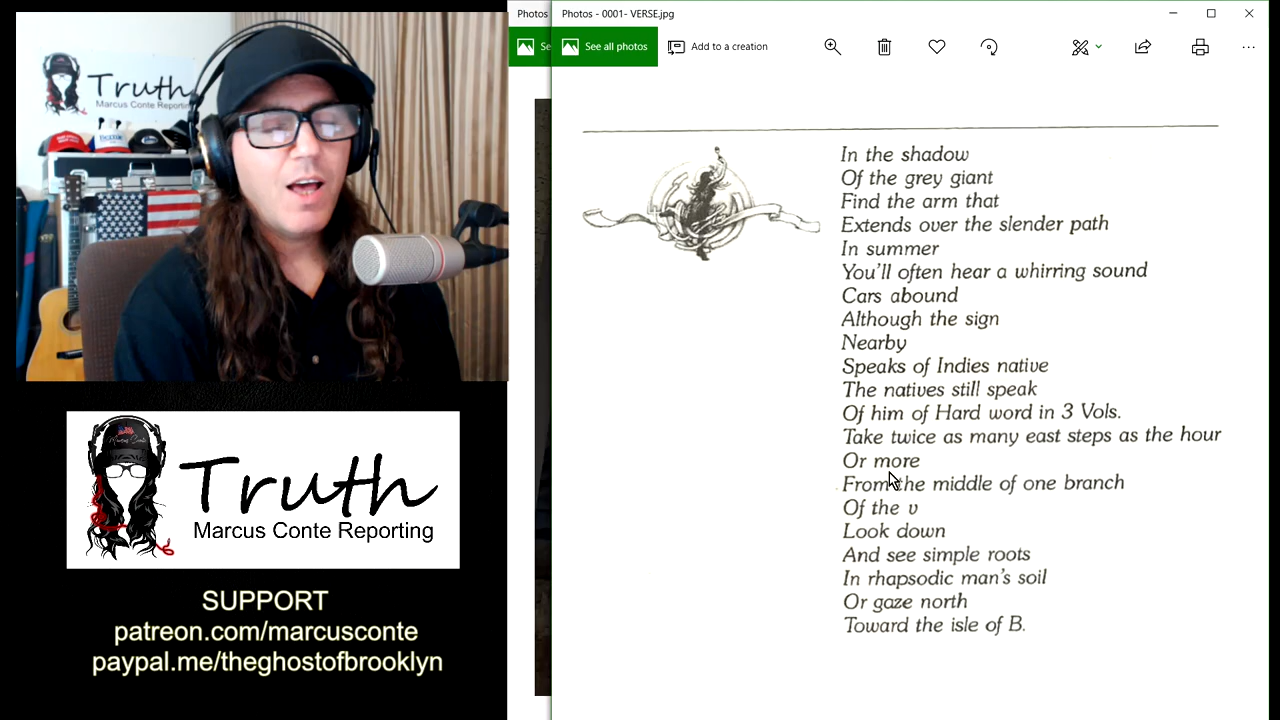 Truth
Marcus Conte Reporting
Truth
Marcus Conte Reporting
SUPPORT
patreon.com/marcusconte
paypal.me/theghostofbrooklyn
Photos
Se
Photos - 0001- VERSE.jpg
See all photos
Add to a creation
In the shadow
Of the grey giant
Find the arm that
Extends over the slender path
In summer
You'll often hear a whirring sound
Cars abound
Although the sign
Nearby
Speaks of Indies native
The natives still speak
Of him of Hard word in 3 Vols.
Take twice as many east steps as the hour
Or more
From the middle of one branch
Of the v
Look down
And see simple roots
In rhapsodic man's soil
Or gaze north
Toward the isle of B.